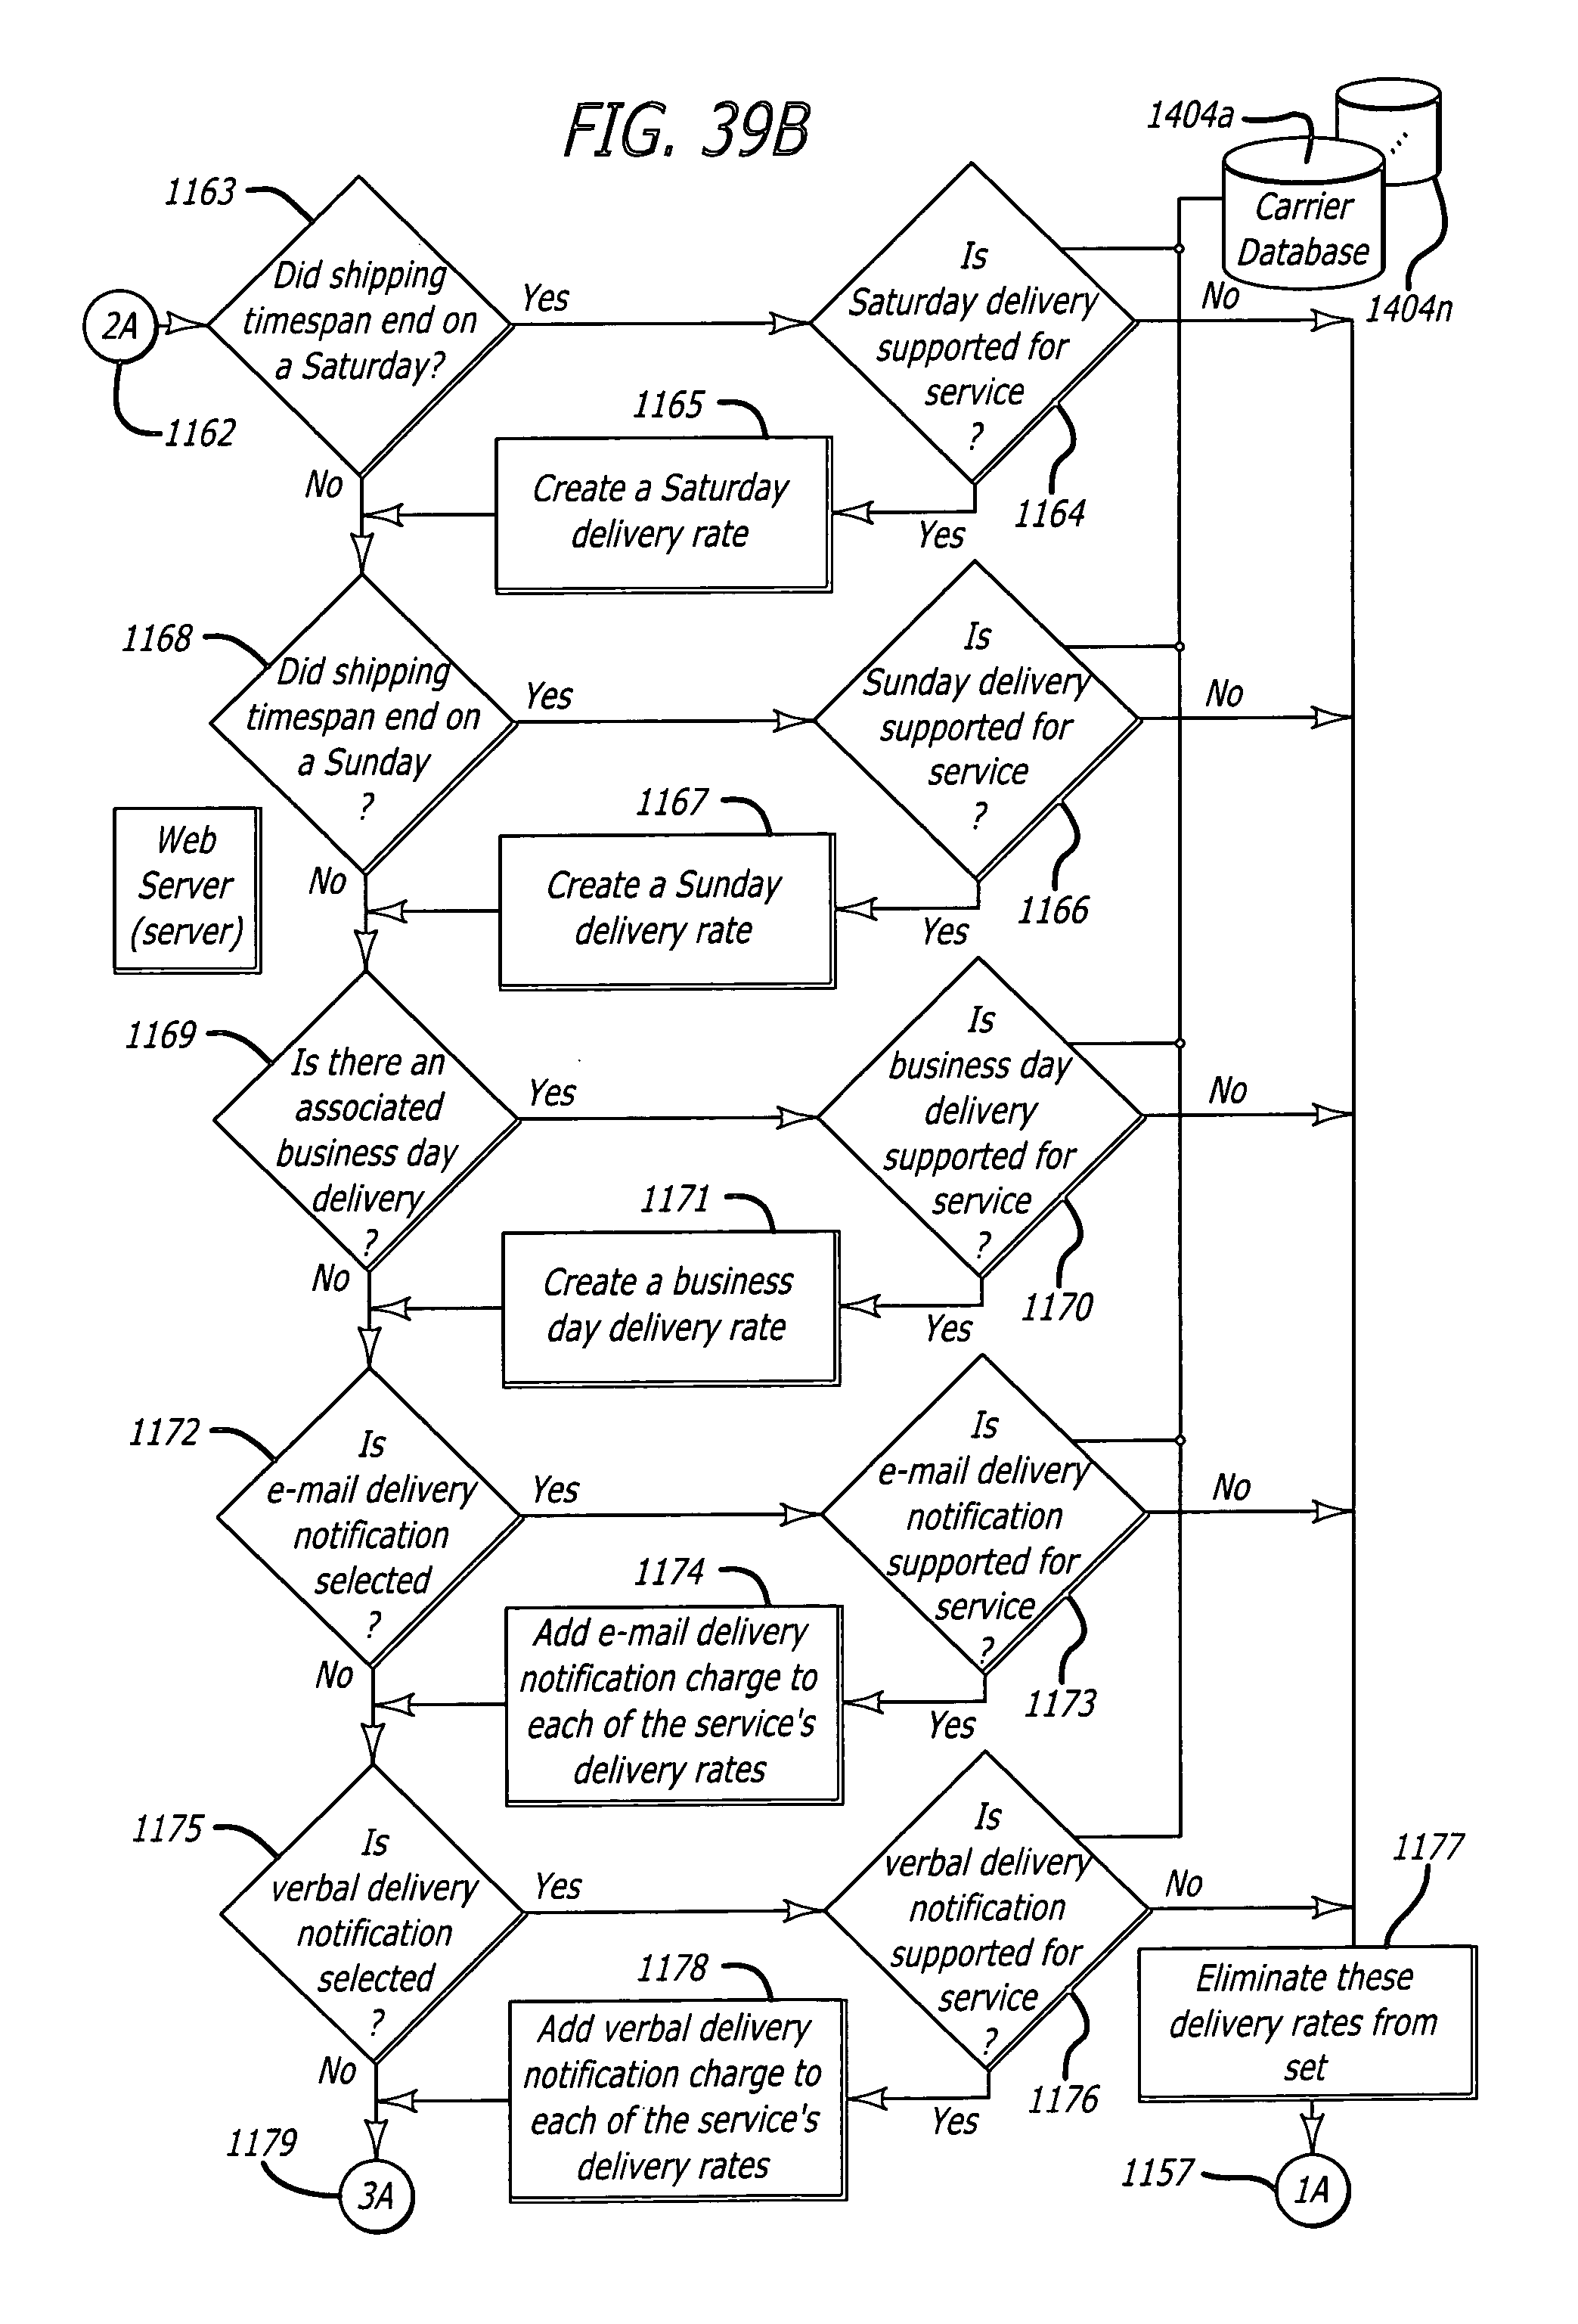 FIG. 39B
1404a
Carrier
Database
1404n
1163
Did shipping
timespan end on
a Saturday?
Yes
No
2A
1162
Is
Saturday delivery
supported for
service
?
No
Yes
1164
1165
Create a Saturday
delivery rate
1168
Did shipping
timespan end on
a Sunday
?
Yes
No
Is
Sunday delivery
supported for
service
?
No
Yes
1166
1167
Create a Sunday
delivery rate
Web
Server
(server)
1169
Is there an
associated
business day
delivery
?
Yes
No
Is
business day
delivery
supported for
service
?
No
Yes
1170
1171
Create a business
day delivery rate
1172
Is
e-mail delivery
notification
selected
?
Yes
No
Is
e-mail delivery
notification
supported for
service
?
No
Yes
1173
1174
Add e-mail delivery
notification charge to
each of the service's
delivery rates
1175
Is
verbal delivery
notification
selected
?
Yes
No
Is
verbal delivery
notification
supported for
service
?
No
Yes
1176
1178
Add verbal delivery
notification charge to
each of the service's
delivery rates
1177
Eliminate these
delivery rates from
set
1179
3A
1157
1A